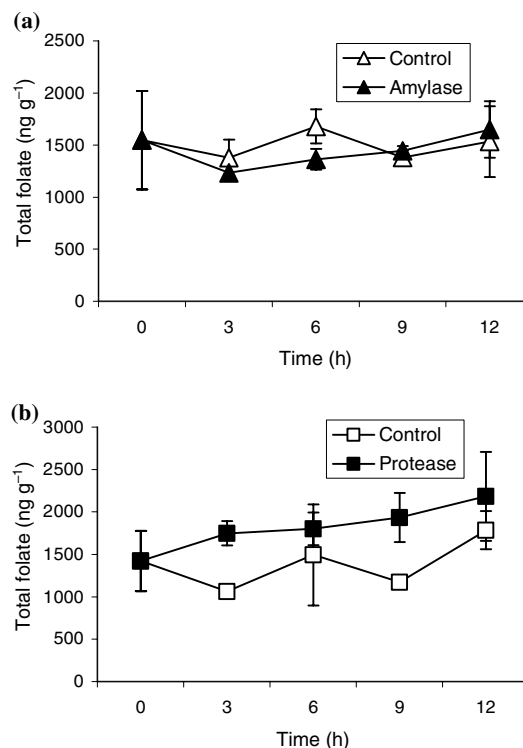 (a)
2500
Control
Amylase
2000
1500
1000
500
0
Total folate (ng g⁻¹)
0 3 6 9 12
Time (h)
(b)
3000
Control
Protease
2500
2000
1500
1000
500
0
Total folate (ng g⁻¹)
0 3 6 9 12
Time (h)